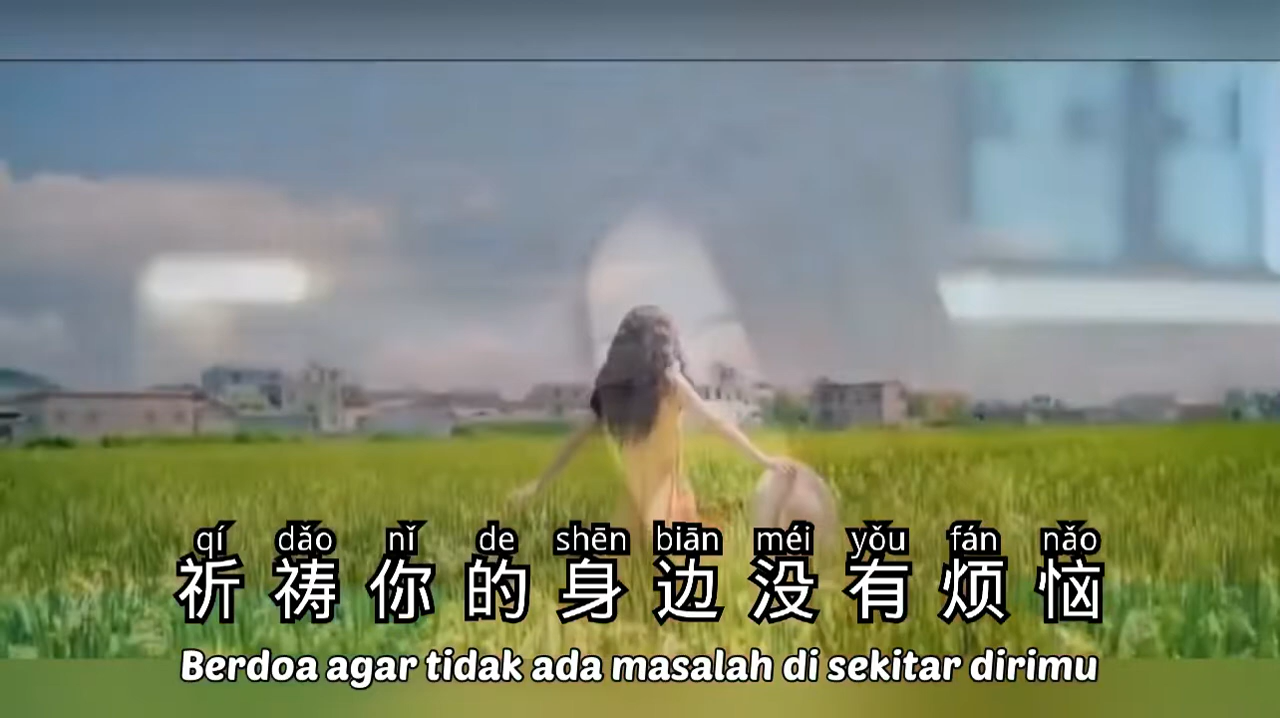 qí dǎo nǐ de shēn biān méi yǒu fán nǎo
祈祷你的身边没有烦恼
Berdoa agar tidak ada masalah di sekitar dirimu